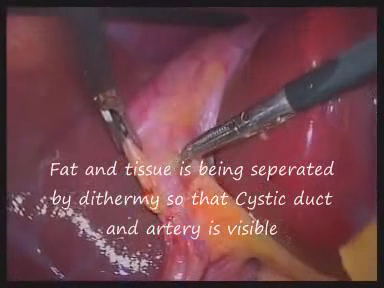 Fat and tissue is being seperated
by dithermy so that Cystic duct
and artery is visible